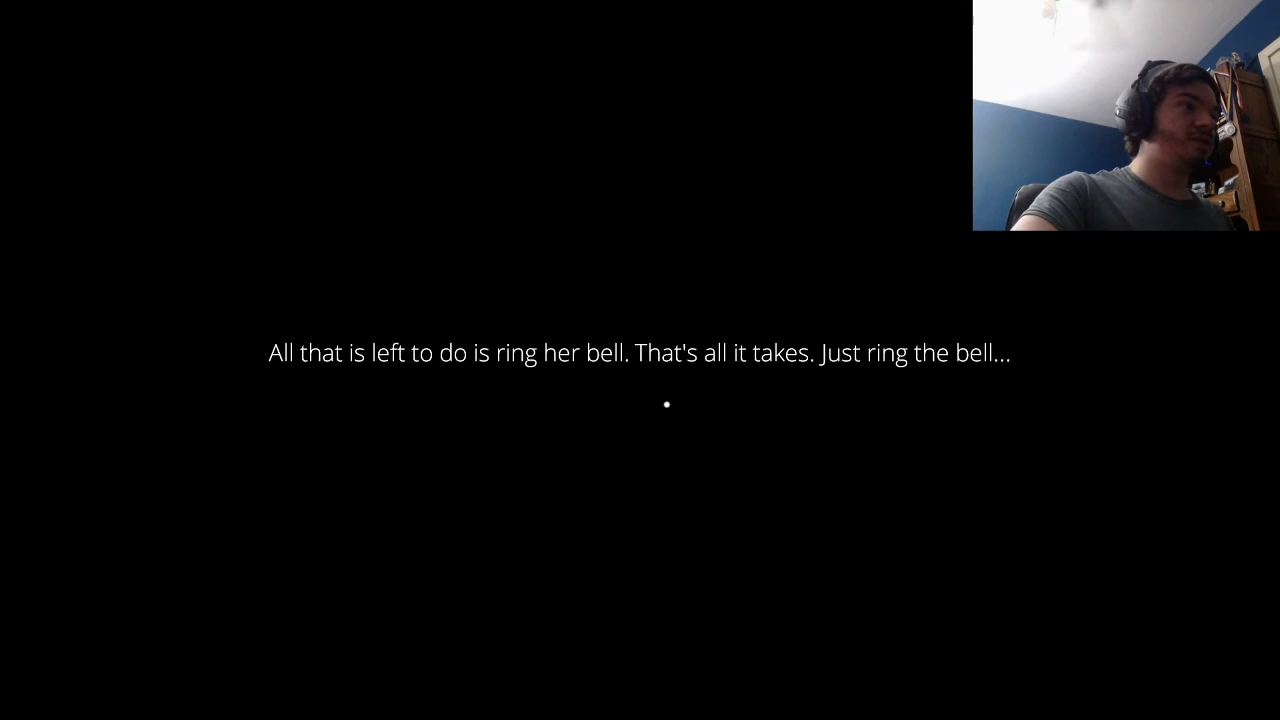 All that is left to do is ring her bell. That's all it takes. Just ring the bell...